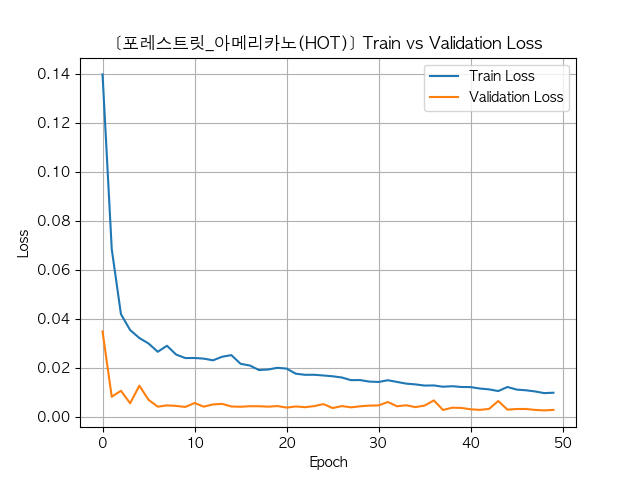 [포레스트릿_아메리카노(HOT)] Train vs Validation Loss
Train Loss
Validation Loss
Loss
0.14
0.12
0.10
0.08
0.06
0.04
0.02
0.00
0 10 20 30 40 50
Epoch